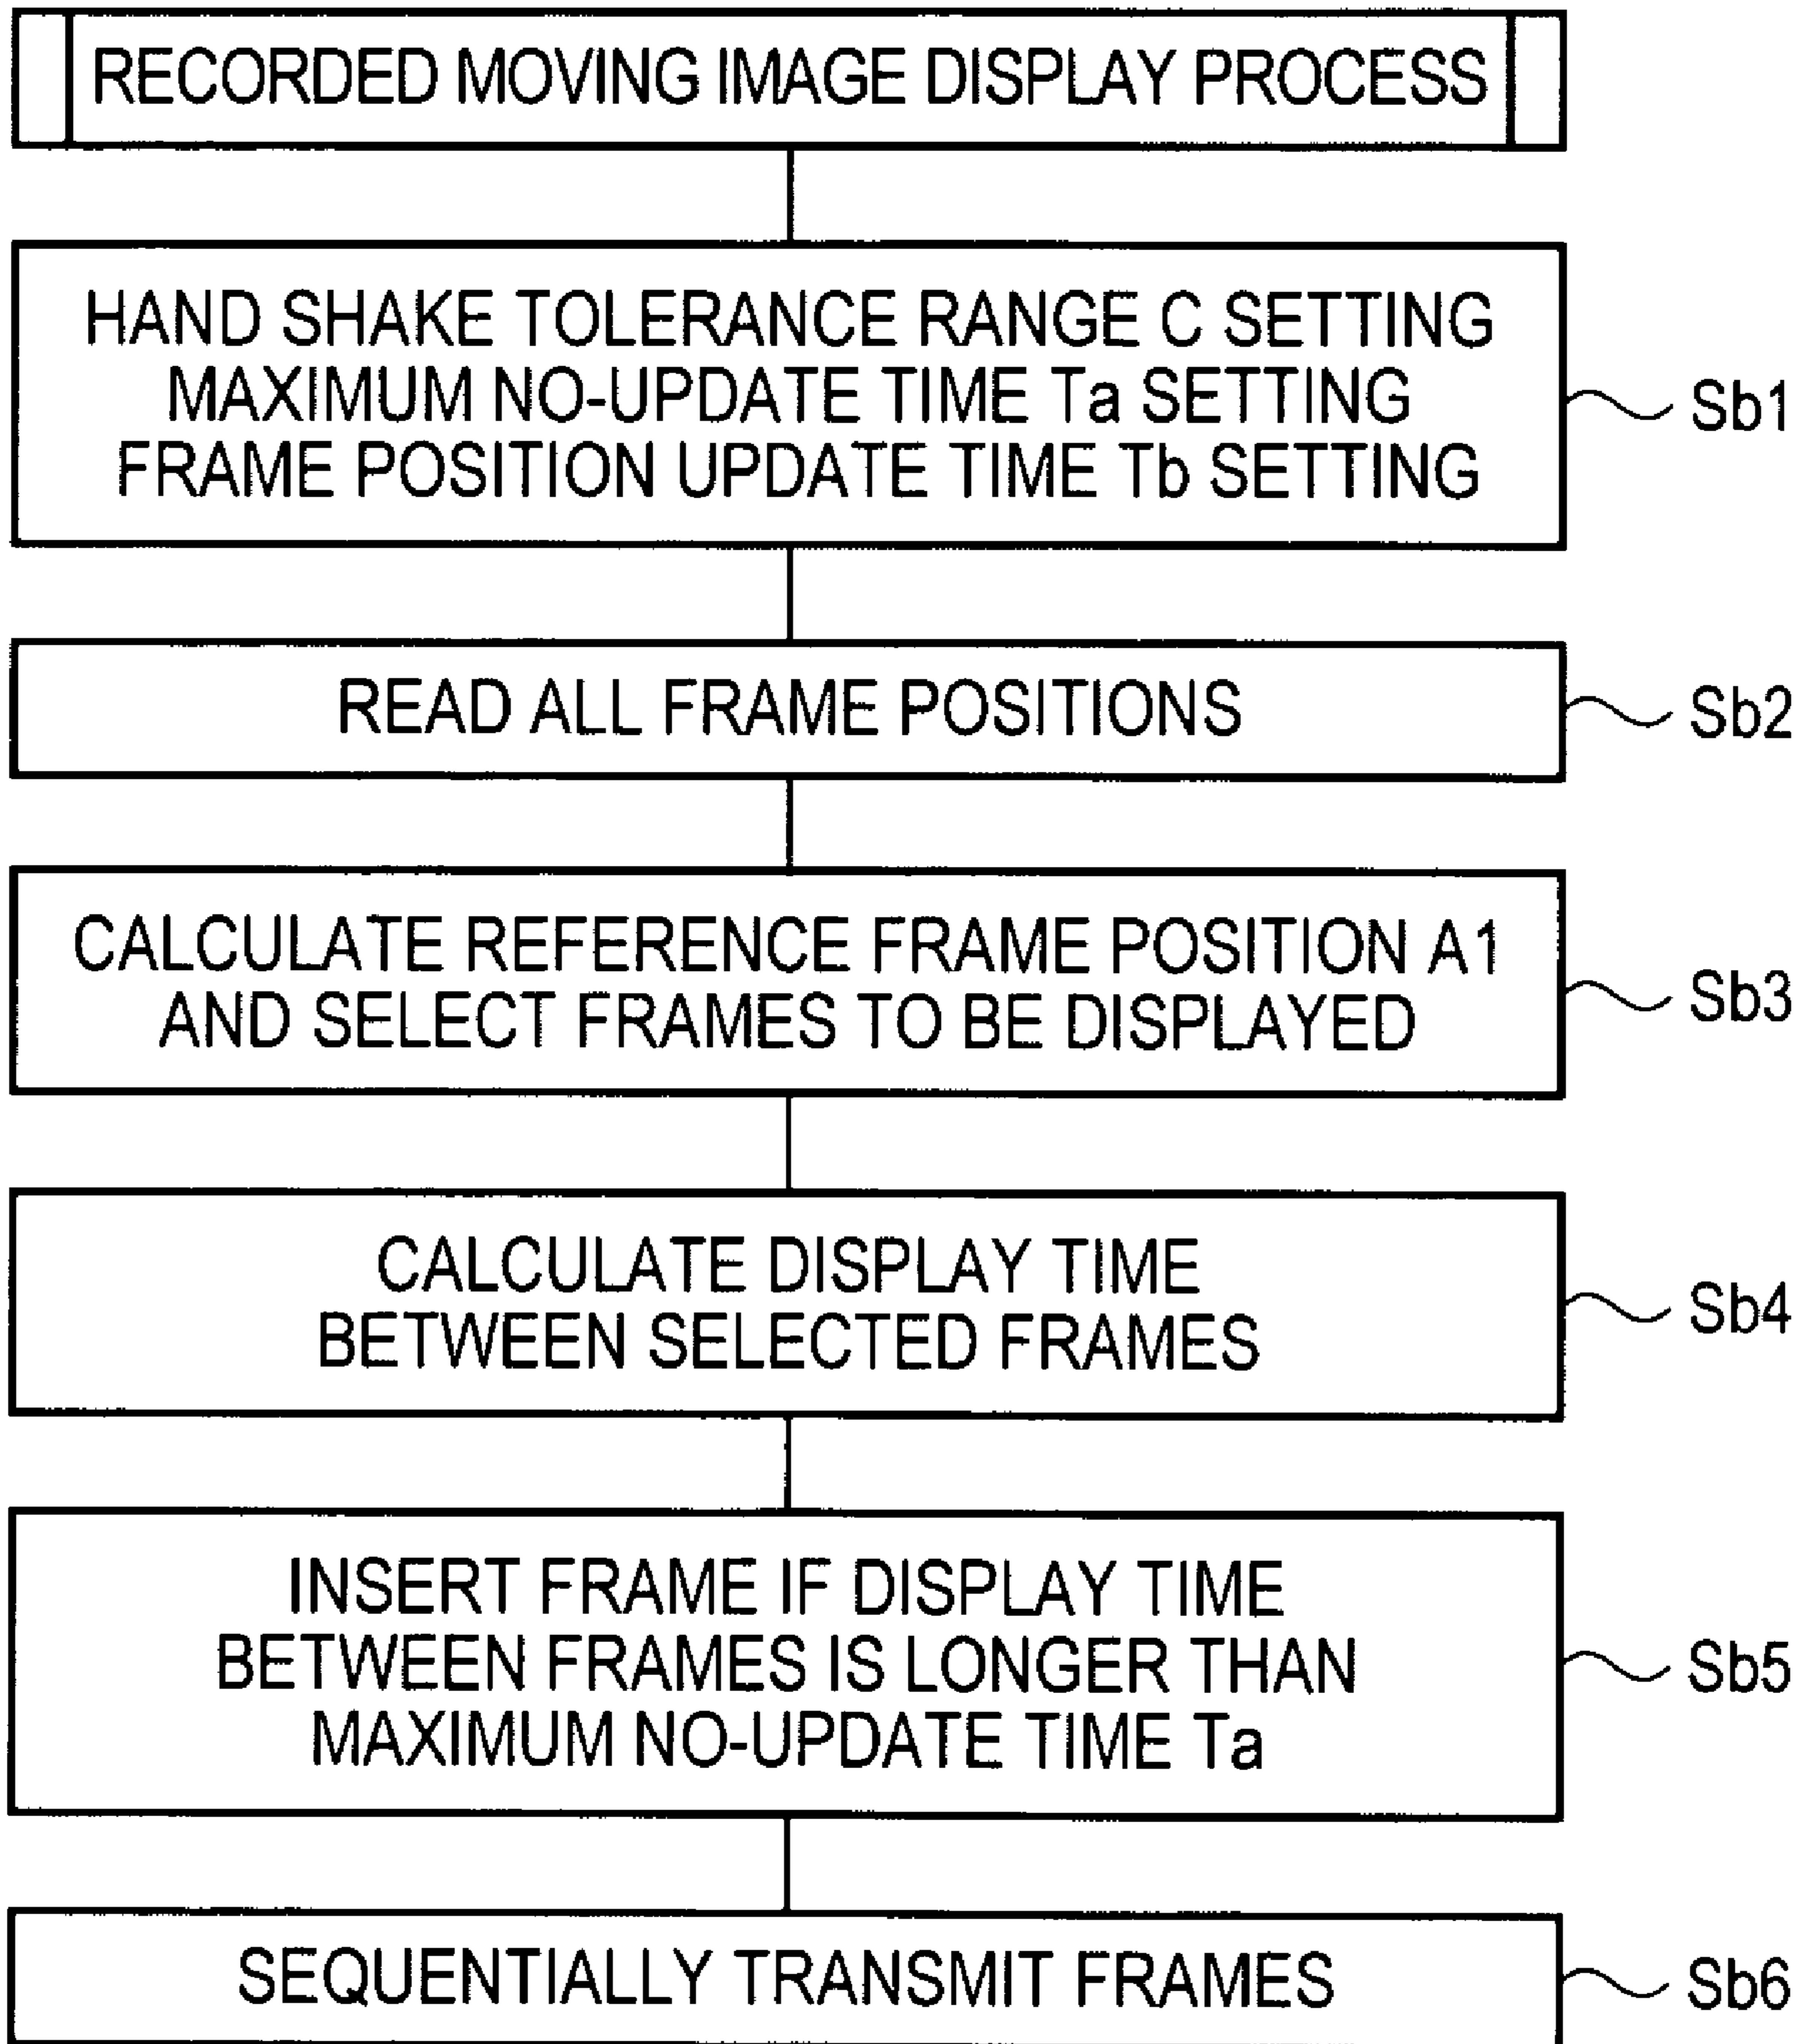 RECORDED MOVING IMAGE DISPLAY PROCESS
HAND SHAKE TOLERANCE RANGE C SETTING
MAXIMUM NO-UPDATE TIME Ta SETTING
FRAME POSITION UPDATE TIME Tb SETTING
Sb1
READ ALL FRAME POSITIONS
Sb2
CALCULATE REFERENCE FRAME POSITION A1
AND SELECT FRAMES TO BE DISPLAYED
Sb3
CALCULATE DISPLAY TIME
BETWEEN SELECTED FRAMES
Sb4
INSERT FRAME IF DISPLAY TIME
BETWEEN FRAMES IS LONGER THAN
MAXIMUM NO-UPDATE TIME Ta
Sb5
SEQUENTIALLY TRANSMIT FRAMES
Sb6